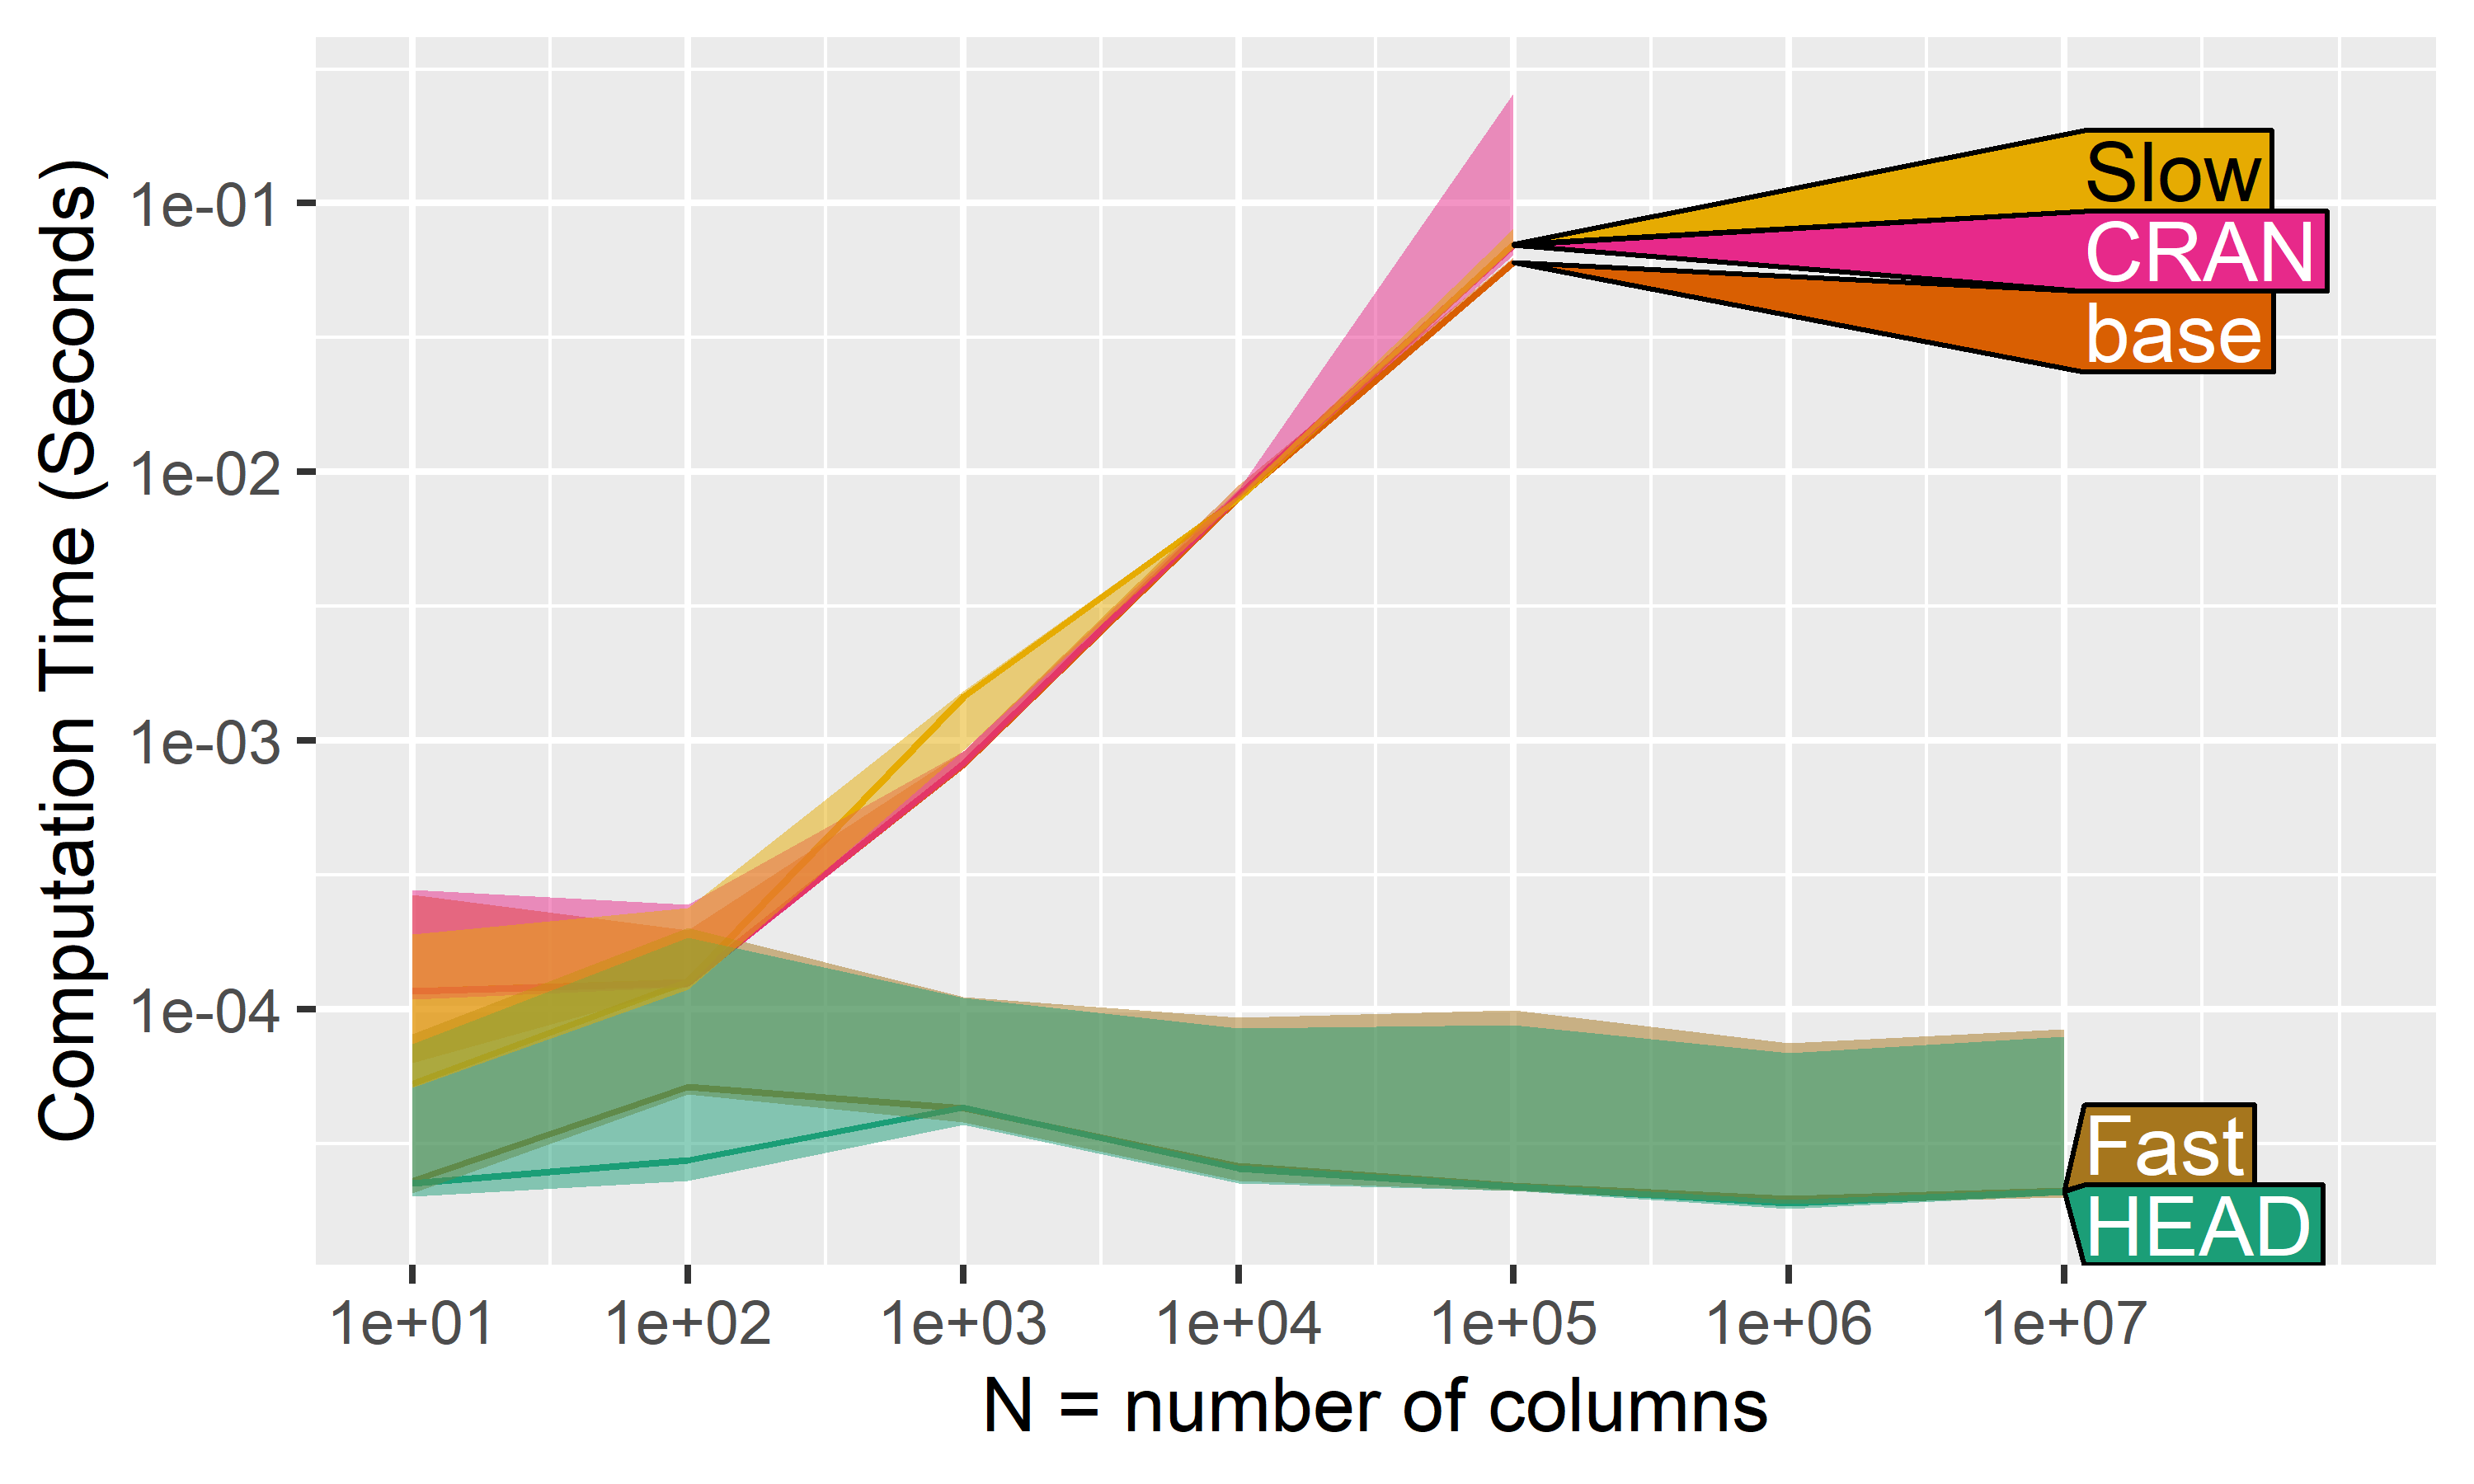 Computation Time (Seconds)
1e-01
1e-02
1e-03
1e-04
Slow
CRAN
base
Fast
HEAD
1e+01 1e+02 1e+03 1e+04 1e+05 1e+06 1e+07
N = number of columns